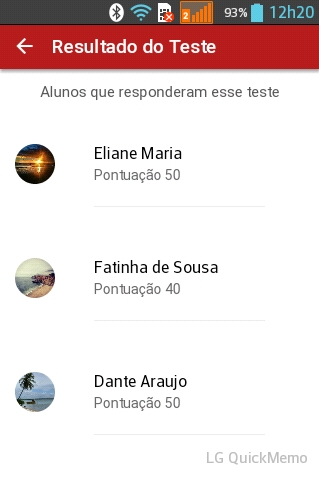 2 93% 12h20
Resultado do Teste
Alunos que responderam esse teste
Eliane Maria
Pontuação 50
Fatinha de Sousa
Pontuação 40
Dante Araujo
Pontuação 50
LG QuickMemo